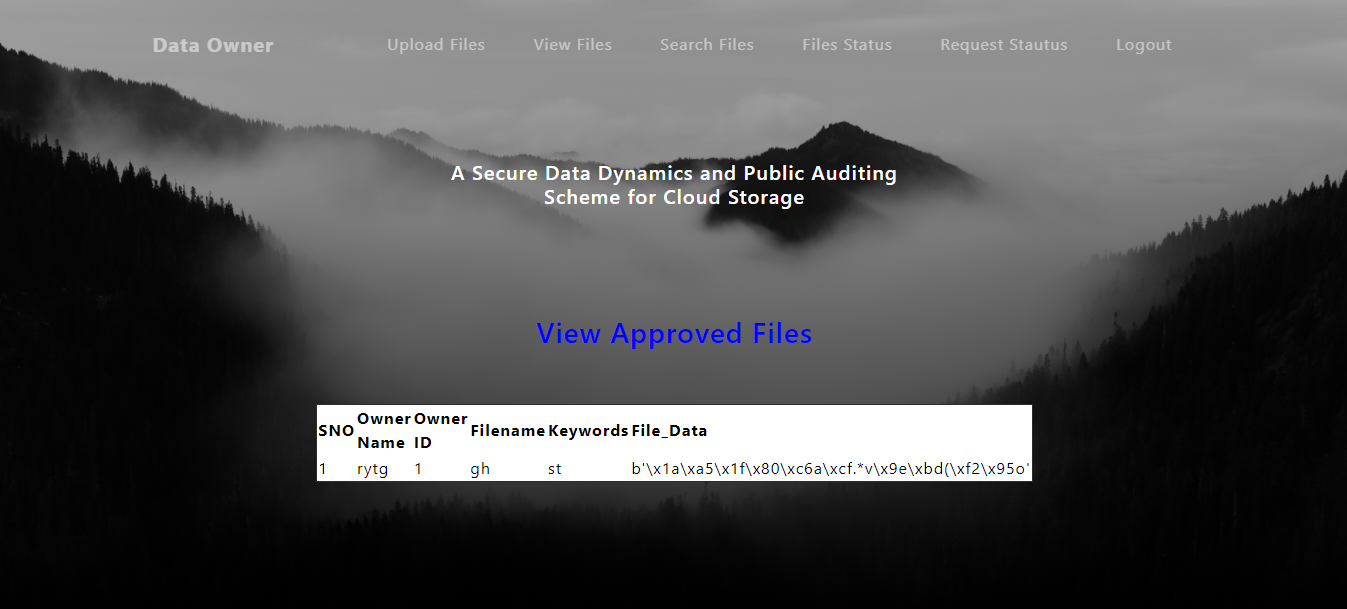 Data Owner Upload Files View Files Search Files Files Status Request Stautus Logout
A Secure Data Dynamics and Public Auditing
Scheme for Cloud Storage
View Approved Files
SNO Owner Name Owner ID Filename Keywords File_Data
1 rytg 1 gh st b'\x1a\xa5\x1f\x80\xc6a\xcf.*v\x9e\xbd(\xf2\x95o'